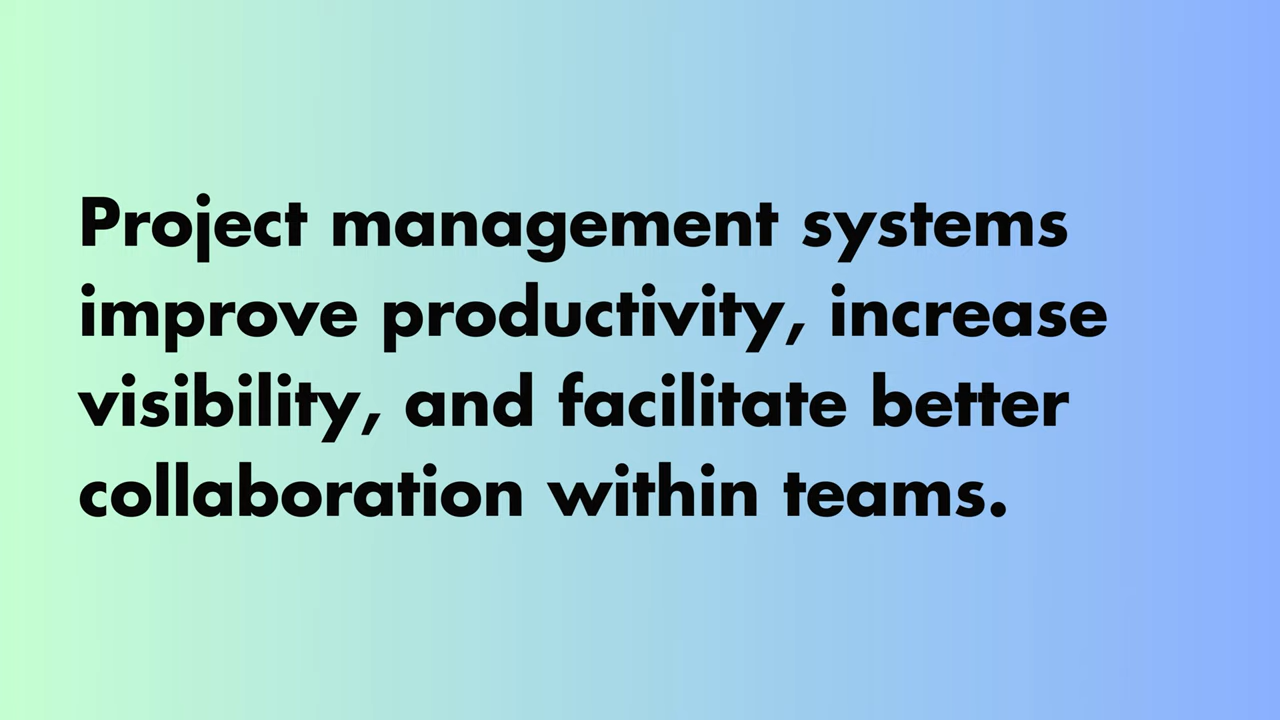 Project management systems
improve productivity, increase
visibility, and facilitate better
collaboration within teams.